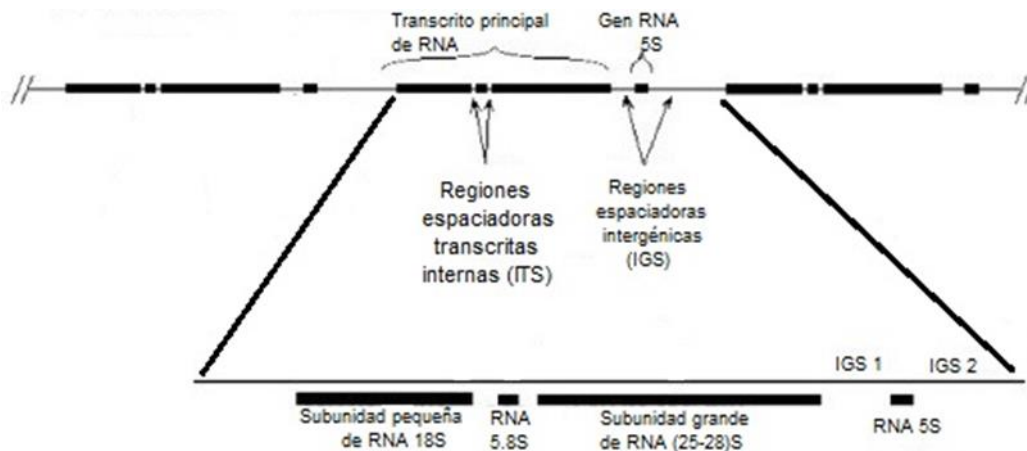 Transcrito principal
de RNA
Gen RNA
5S
Regiones
espaciadoras
transcritas
internas (ITS)
Regiones
espaciadoras
intergénicas
(IGS)
IGS 1
IGS 2
Subunidad pequeña
de RNA 18S
RNA
5.8S
Subunidad grande
de RNA (25-28)S
RNA 5S